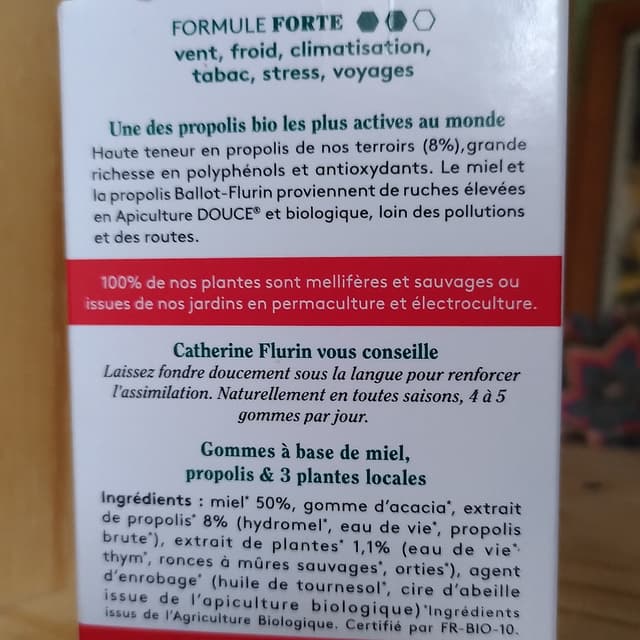 FORMULE FORTE
vent, froid, climatisation,
tabac, stress, voyages
Une des propolis bio les plus actives au monde
Haute teneur en propolis de nos terroirs (8%), grande
richesse en polyphénols et antioxydants. Le miel et
la propolis Ballot-Flurin proviennent de ruches élevées
en Apiculture DOUCE® et biologique, loin des pollutions
et des routes.
100% de nos plantes sont mellifères et sauvages ou
issues de nos jardins en permaculture et électroculture.
Catherine Flurin vous conseille
Laissez fondre doucement sous la langue pour renforcer
l'assimilation. Naturellement en toutes saisons, 4 à 5
gommes par jour.
Gommes à base de miel,
propolis & 3 plantes locales
Ingrédients : miel* 50%, gomme d'acacia*, extrait
de propolis* 8% (hydromel*, eau de vie*, propolis
brute*), extrait de plantes* 1,1% (eau de vie*,
thym*, ronces à mûres sauvages*, orties*), agent
d'enrobage* (huile de tournesol*, cire d'abeille
issue de l'apiculture biologique) *Ingrédients
issus de l'Agriculture Biologique. Certifié par FR-BIO-10.